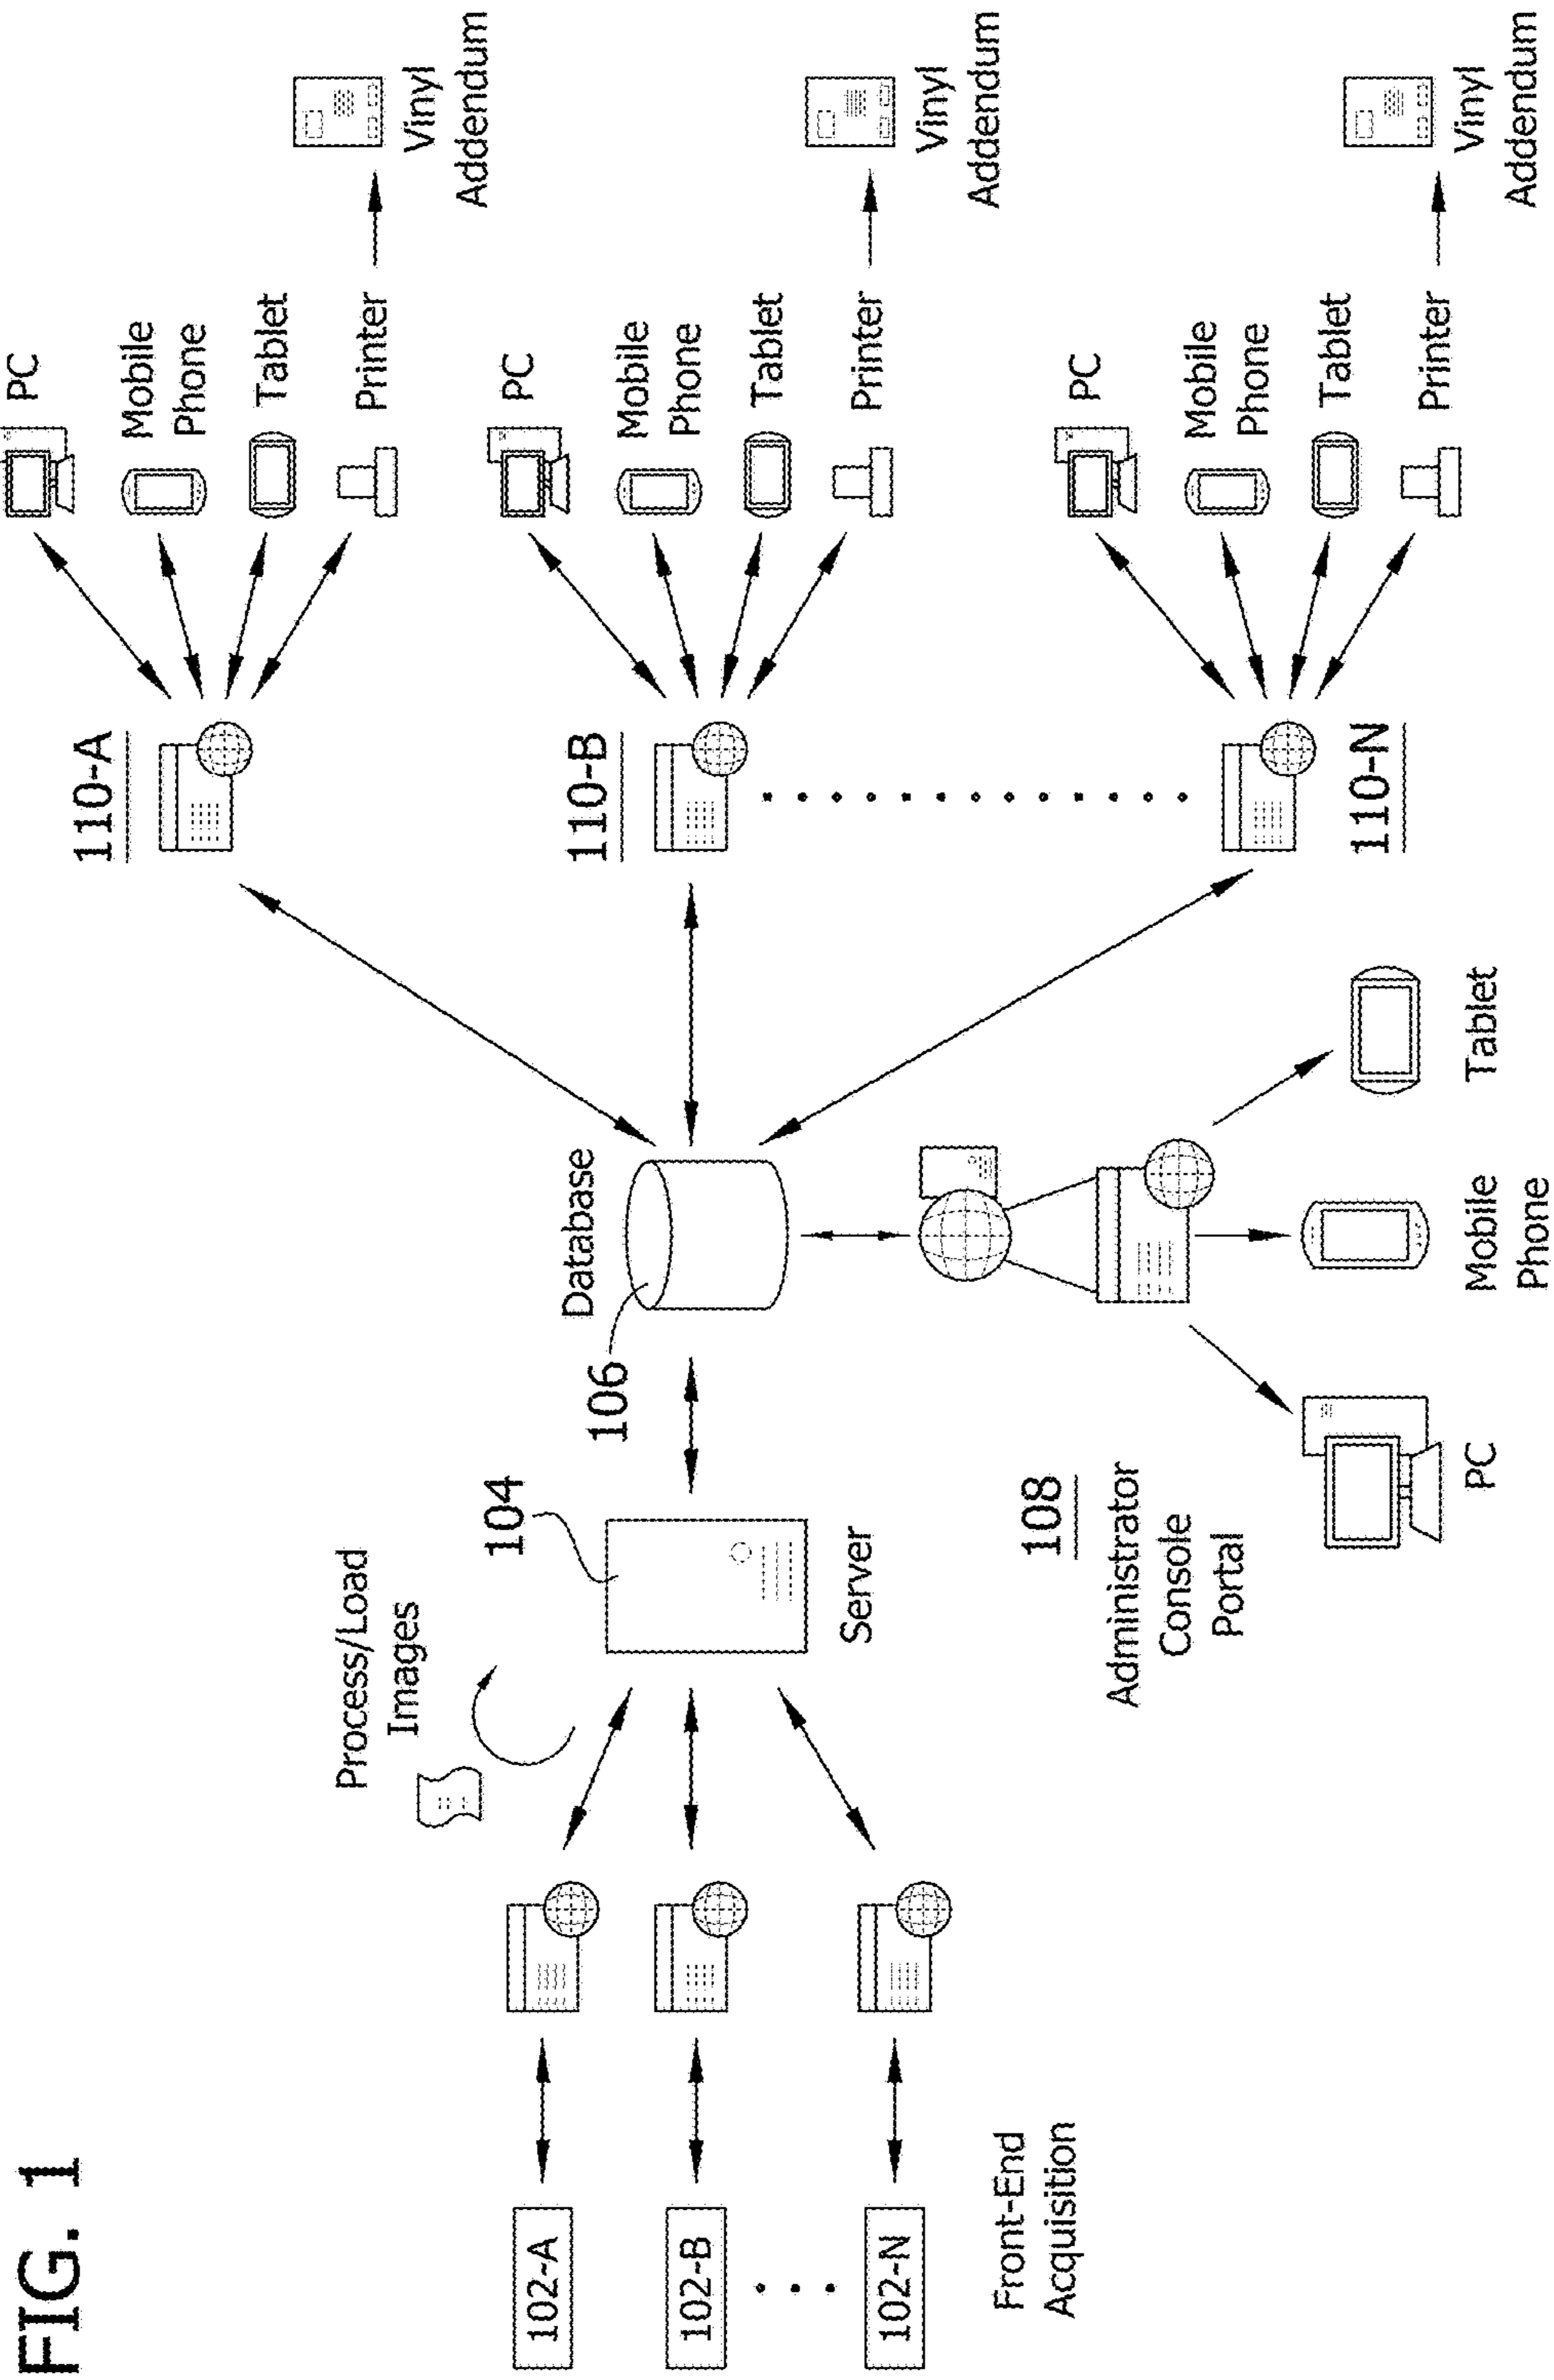 FIG. 1
102-A
102-B
102-N
Front-End
Acquisition
Process/Load
Images
104
Server
106
Database
108
Administrator
Console
Portal
PC
Mobile
Phone
Tablet
110-A
PC
Mobile
Phone
Tablet
Printer
Vinyl
Addendum
110-B
PC
Mobile
Phone
Tablet
Printer
Vinyl
Addendum
110-N
PC
Mobile
Phone
Tablet
Printer
Vinyl
Addendum